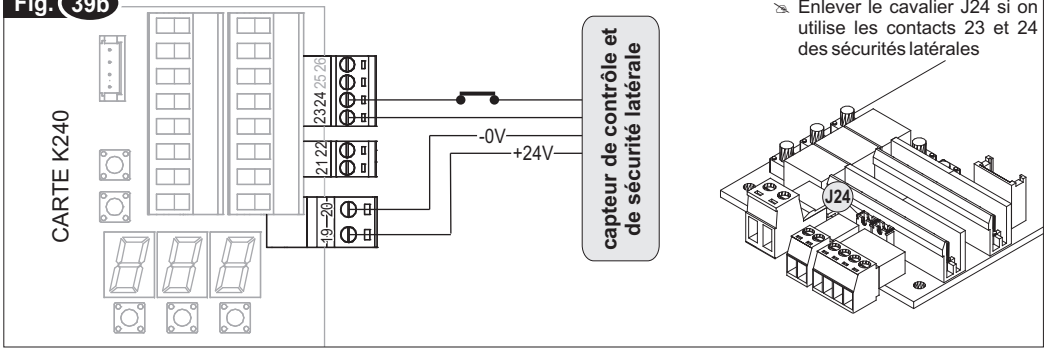 Fig. 39b
Enlever le cavalier J24 si on
utilise les contacts 23 et 24
des sécurités latérales
CARTE K240
23 24 25 26
21 22
19 20
-0V
+24V
capteur de contrôle et
de sécurité latérale
J24